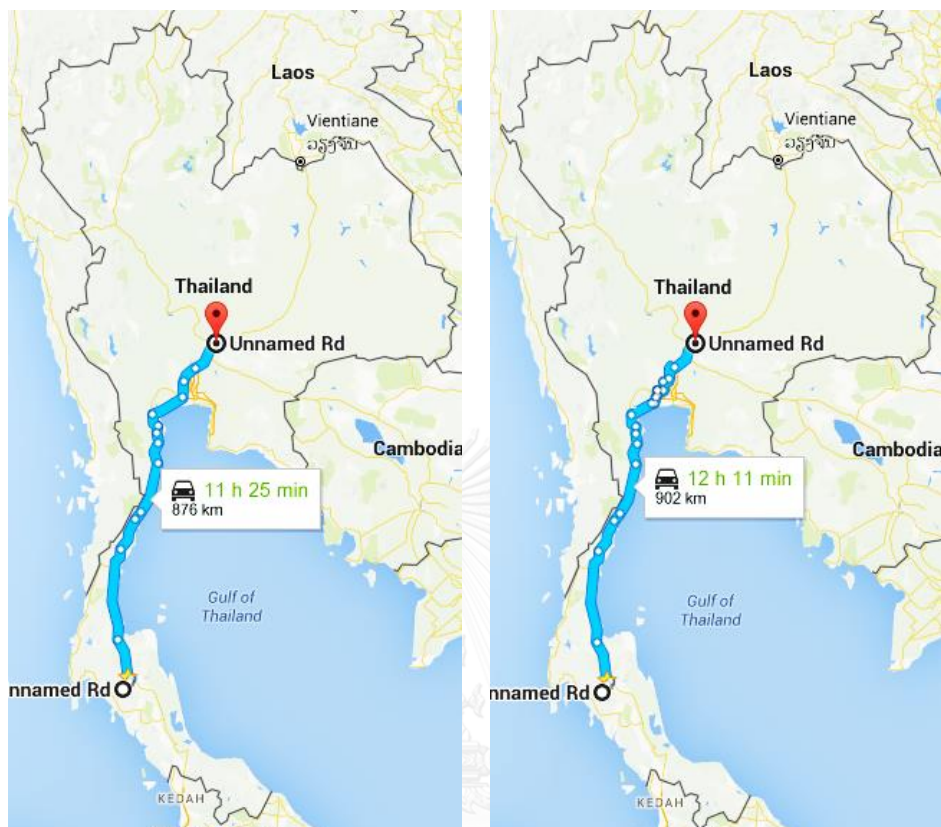 Laos
Vientiane
ວຽງຈັນ
Thailand
Unnamed Rd
Cambodia
11 h 25 min
876 km
Gulf of
Thailand
nnamed Rd
KEDAH
Laos
Vientiane
ວຽງຈັນ
Thailand
Unnamed Rd
Cambodia
12 h 11 min
902 km
Gulf of
Thailand
nnamed Rd
KEDAH